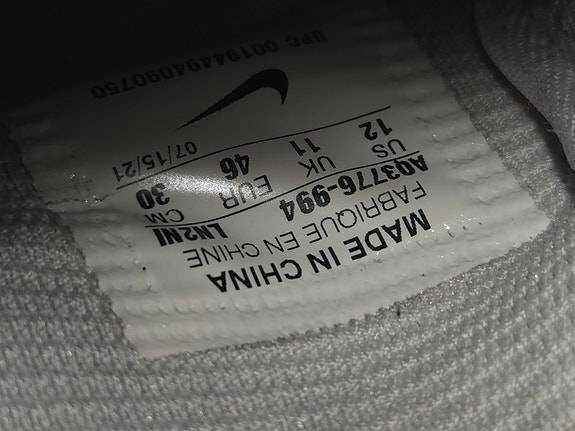 MADE IN CHINA
FABRIQUE EN CHINE
AQ3776-994 LN2NI
US UK EUR CM
12 11 46 30
07/15/21
UPC 00194494090750